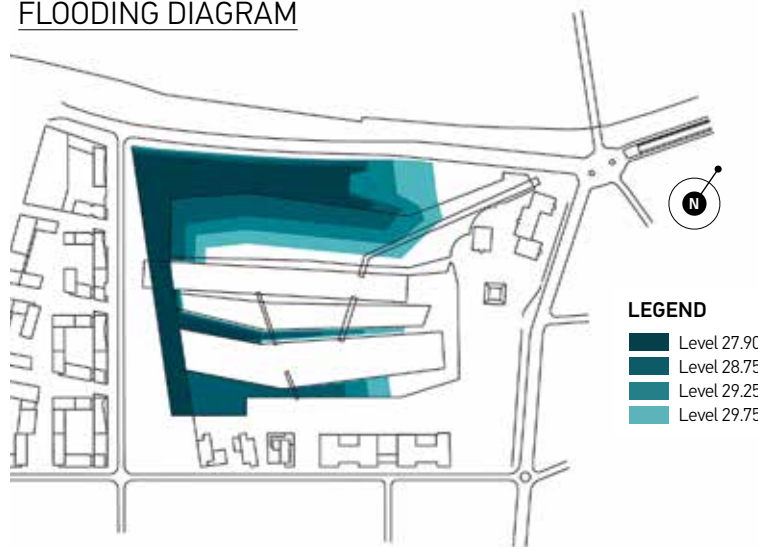 FLOODING DIAGRAM
N
LEGEND
Level 27.90
Level 28.75
Level 29.25
Level 29.75